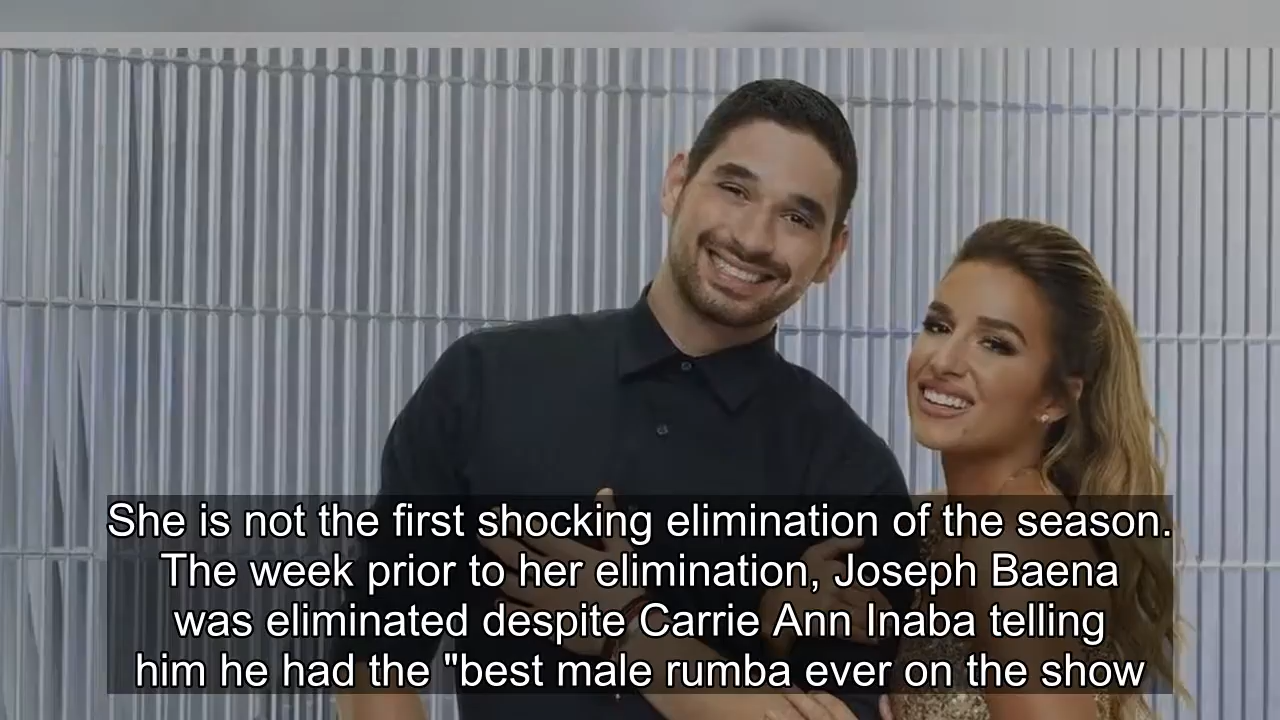 She is not the first shocking elimination of the season.
The week prior to her elimination, Joseph Baena
was eliminated despite Carrie Ann Inaba telling
him he had the "best male rumba ever on the show